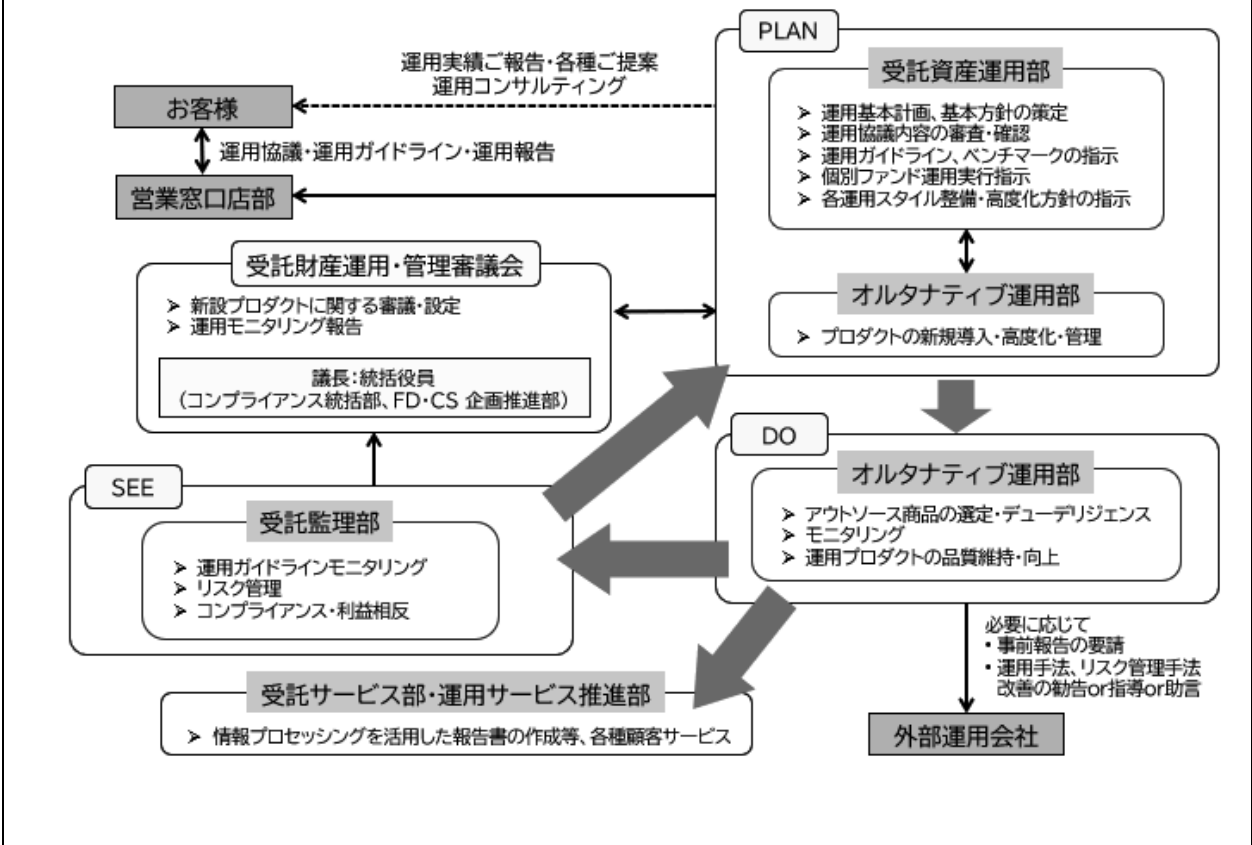 PLAN
受託資産運用部
➢ 運用基本計画、基本方針の策定
➢ 運用協議内容の審査・確認
➢ 運用ガイドライン、ベンチマークの指示
➢ 個別ファンド運用実行指示
➢ 各運用スタイル整備・高度化方針の指示
運用実績ご報告・各種ご提案
運用コンサルティング
お客様
運用協議・運用ガイドライン・運用報告
営業窓口店部
受託財産運用・管理審議会
➢ 新設プロダクトに関する審議・設定
➢ 運用モニタリング報告
議長：統括役員
（コンプライアンス統括部、FD・CS 企画推進部）
オルタナティブ運用部
➢ プロダクトの新規導入・高度化・管理
DO
オルタナティブ運用部
➢ アウトソース商品の選定・デューデリジェンス
➢ モニタリング
➢ 運用プロダクトの品質維持・向上
SEE
受託監理部
➢ 運用ガイドラインモニタリング
➢ リスク管理
➢ コンプライアンス・利益相反
必要に応じて
・事前報告の要請
・運用手法、リスク管理手法
改善の勧告or指導or助言
受託サービス部・運用サービス推進部
➢ 情報プロセッシングを活用した報告書の作成等、各種顧客サービス
外部運用会社